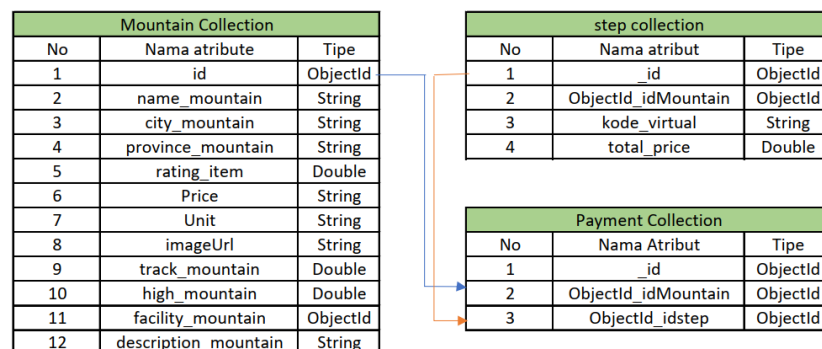 Mountain Collection
No Nama atribute Tipe
1 id ObjectId
2 name_mountain String
3 city_mountain String
4 province_mountain String
5 rating_item Double
6 Price String
7 Unit String
8 imageUrl String
9 track_mountain Double
10 high_mountain Double
11 facility_mountain ObjectId
12 description_mountain String
step collection
No Nama atribut Tipe
1 _id ObjectId
2 ObjectId_idMountain ObjectId
3 kode_virtual String
4 total_price Double
Payment Collection
No Nama Atribut Tipe
1 _id ObjectId
2 ObjectId_idMountain ObjectId
3 ObjectId_idstep ObjectId